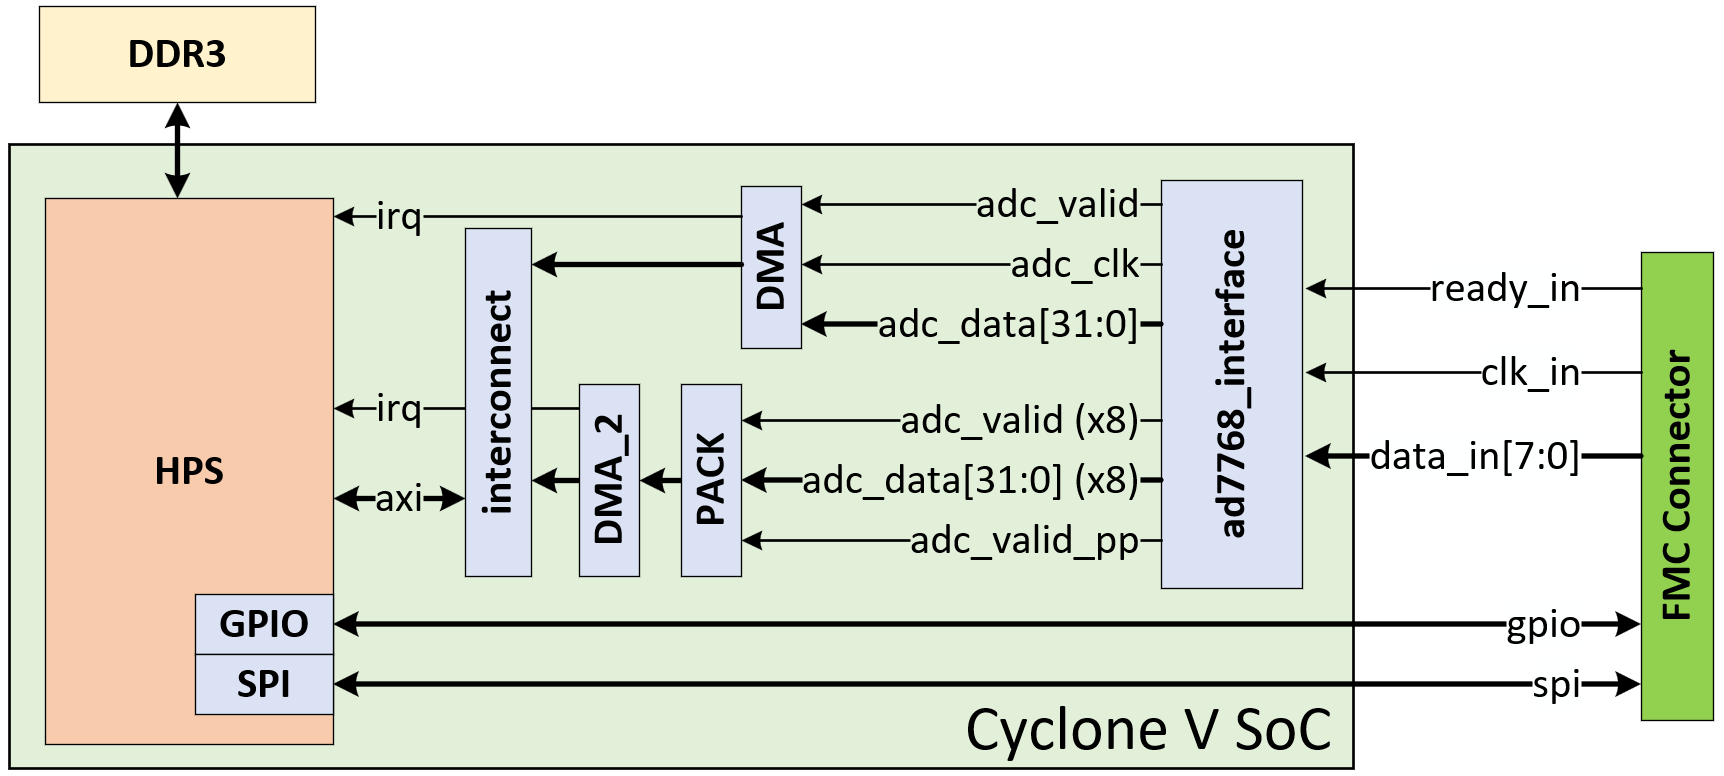 DDR3
HPS
irq
irq
axi
GPIO
SPI
interconnect
DMA
DMA_2
PACK
adc_valid
adc_clk
adc_data[31:0]
adc_valid (x8)
adc_data[31:0] (x8)
adc_valid_pp
ad7768_interface
ready_in
clk_in
data_in[7:0]
gpio
spi
FMC Connector
Cyclone V SoC